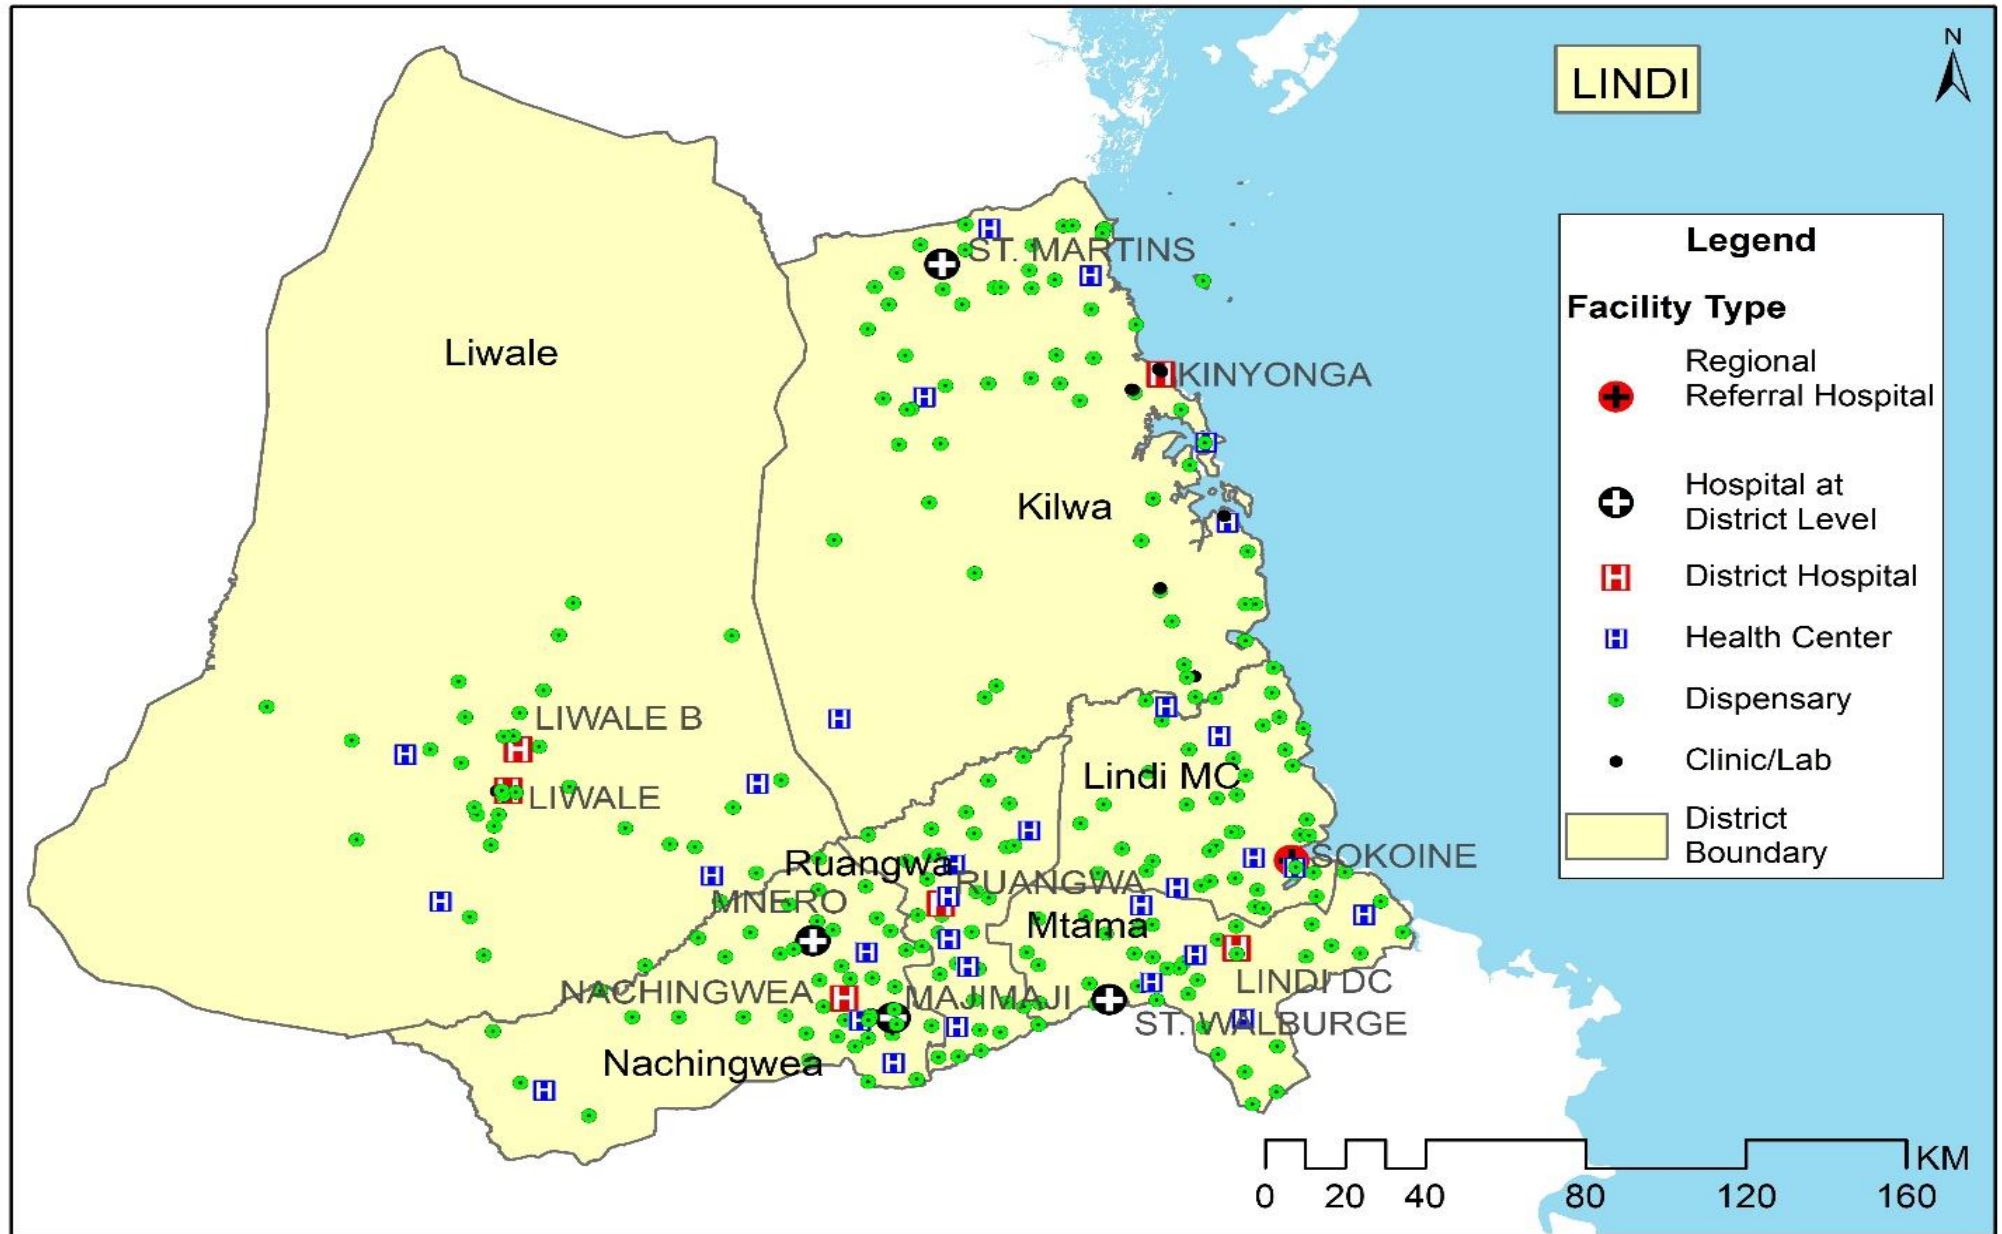 N
LINDI
Legend
Facility Type
Regional
Referral Hospital
Hospital at
District Level
District Hospital
Health Center
Dispensary
Clinic/Lab
District
Boundary
ST. MARTINS
Liwale
KINYONGA
Kilwa
LIWALE B
Lindi MC
LIWALE
SOKOINE
Ruangwa
RUANGWA
MNERO
Mtama
LINDI DC
NACHINGWEA
MAJIMAJI
ST. WALBURGE
Nachingwea
KM
0 20 40 80 120 160